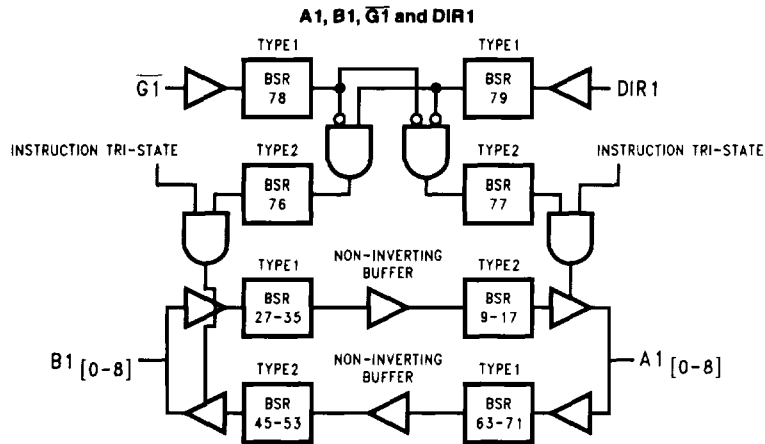 A1, B1, G̅1̅ and DIR1
TYPE1 TYPE1
G̅1̅ BSR 78 BSR 79 DIR1
INSTRUCTION TRI-STATE TYPE2 TYPE2 INSTRUCTION TRI-STATE
BSR 76 BSR 77
TYPE1 NON-INVERTING BUFFER TYPE2
BSR 27-35 BSR 9-17
B1 [0-8] A1 [0-8]
TYPE2 NON-INVERTING BUFFER TYPE1
BSR 45-53 BSR 63-71